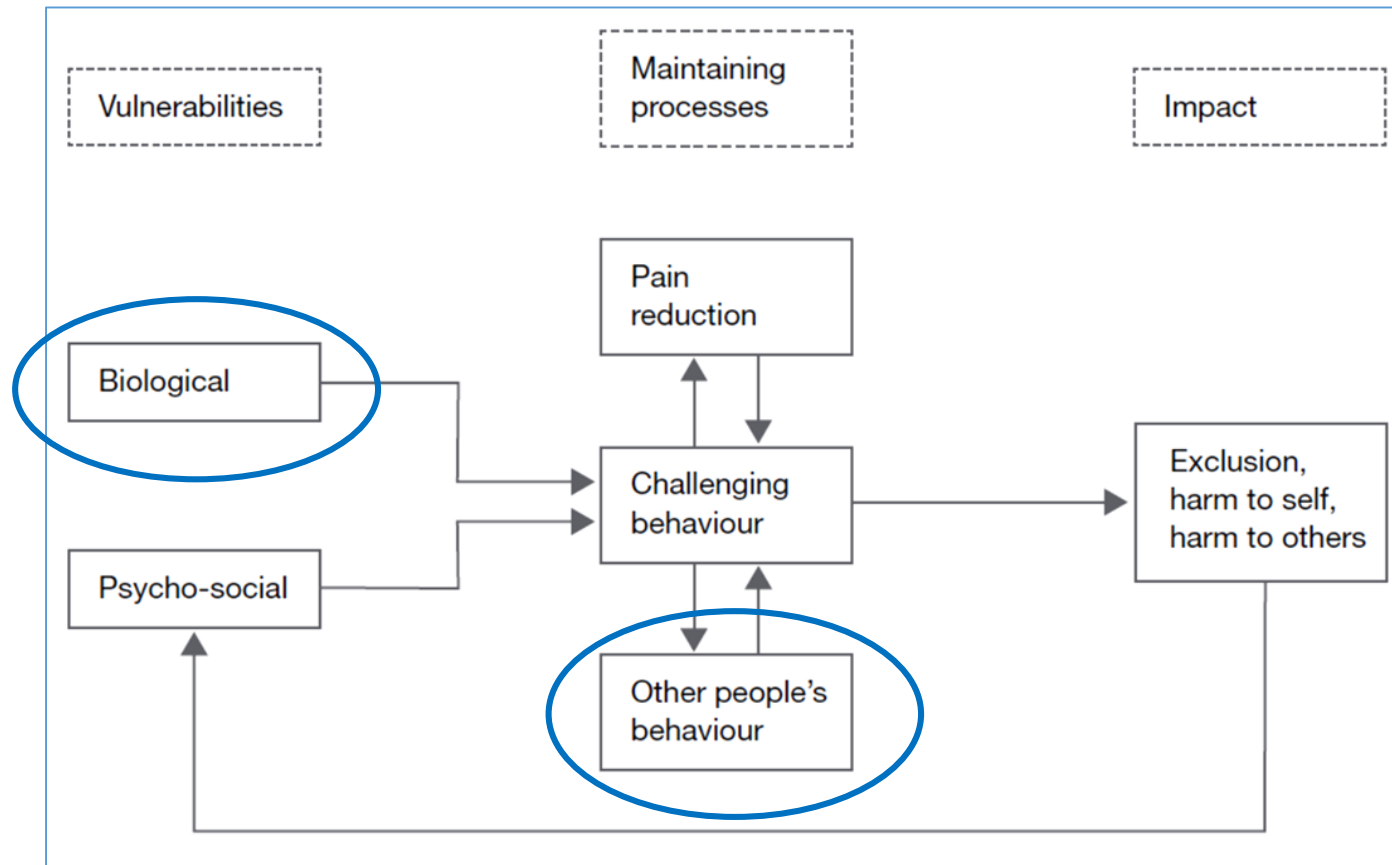 Vulnerabilities
Maintaining
processes
Impact
Pain
reduction
Biological
Challenging
behaviour
Exclusion,
harm to self,
harm to others
Psycho-social
Other people’s
behaviour